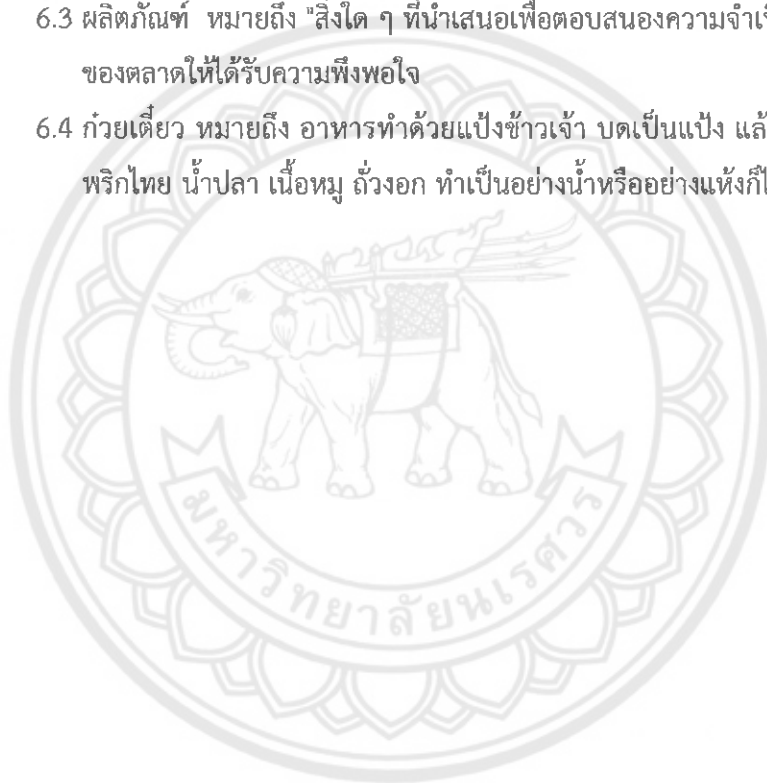 6.3 ผลิตภัณฑ์ หมายถึง "สิ่งใด ๆ ที่นำเสนอเพื่อตอบสนองความจำเ
ของตลาดให้ได้รับความพึงพอใจ
6.4 ก๋วยเตี๋ยว หมายถึง อาหารทำด้วยแป้งข้าวเจ้า บดเป็นแป้ง แล้
พริกไทย น้ำปลา เนื้อหมู ถั่วงอก ทำเป็นอย่างน้ำหรืออย่างแห้งก็
มหาวิทยาลัยนเรศวร